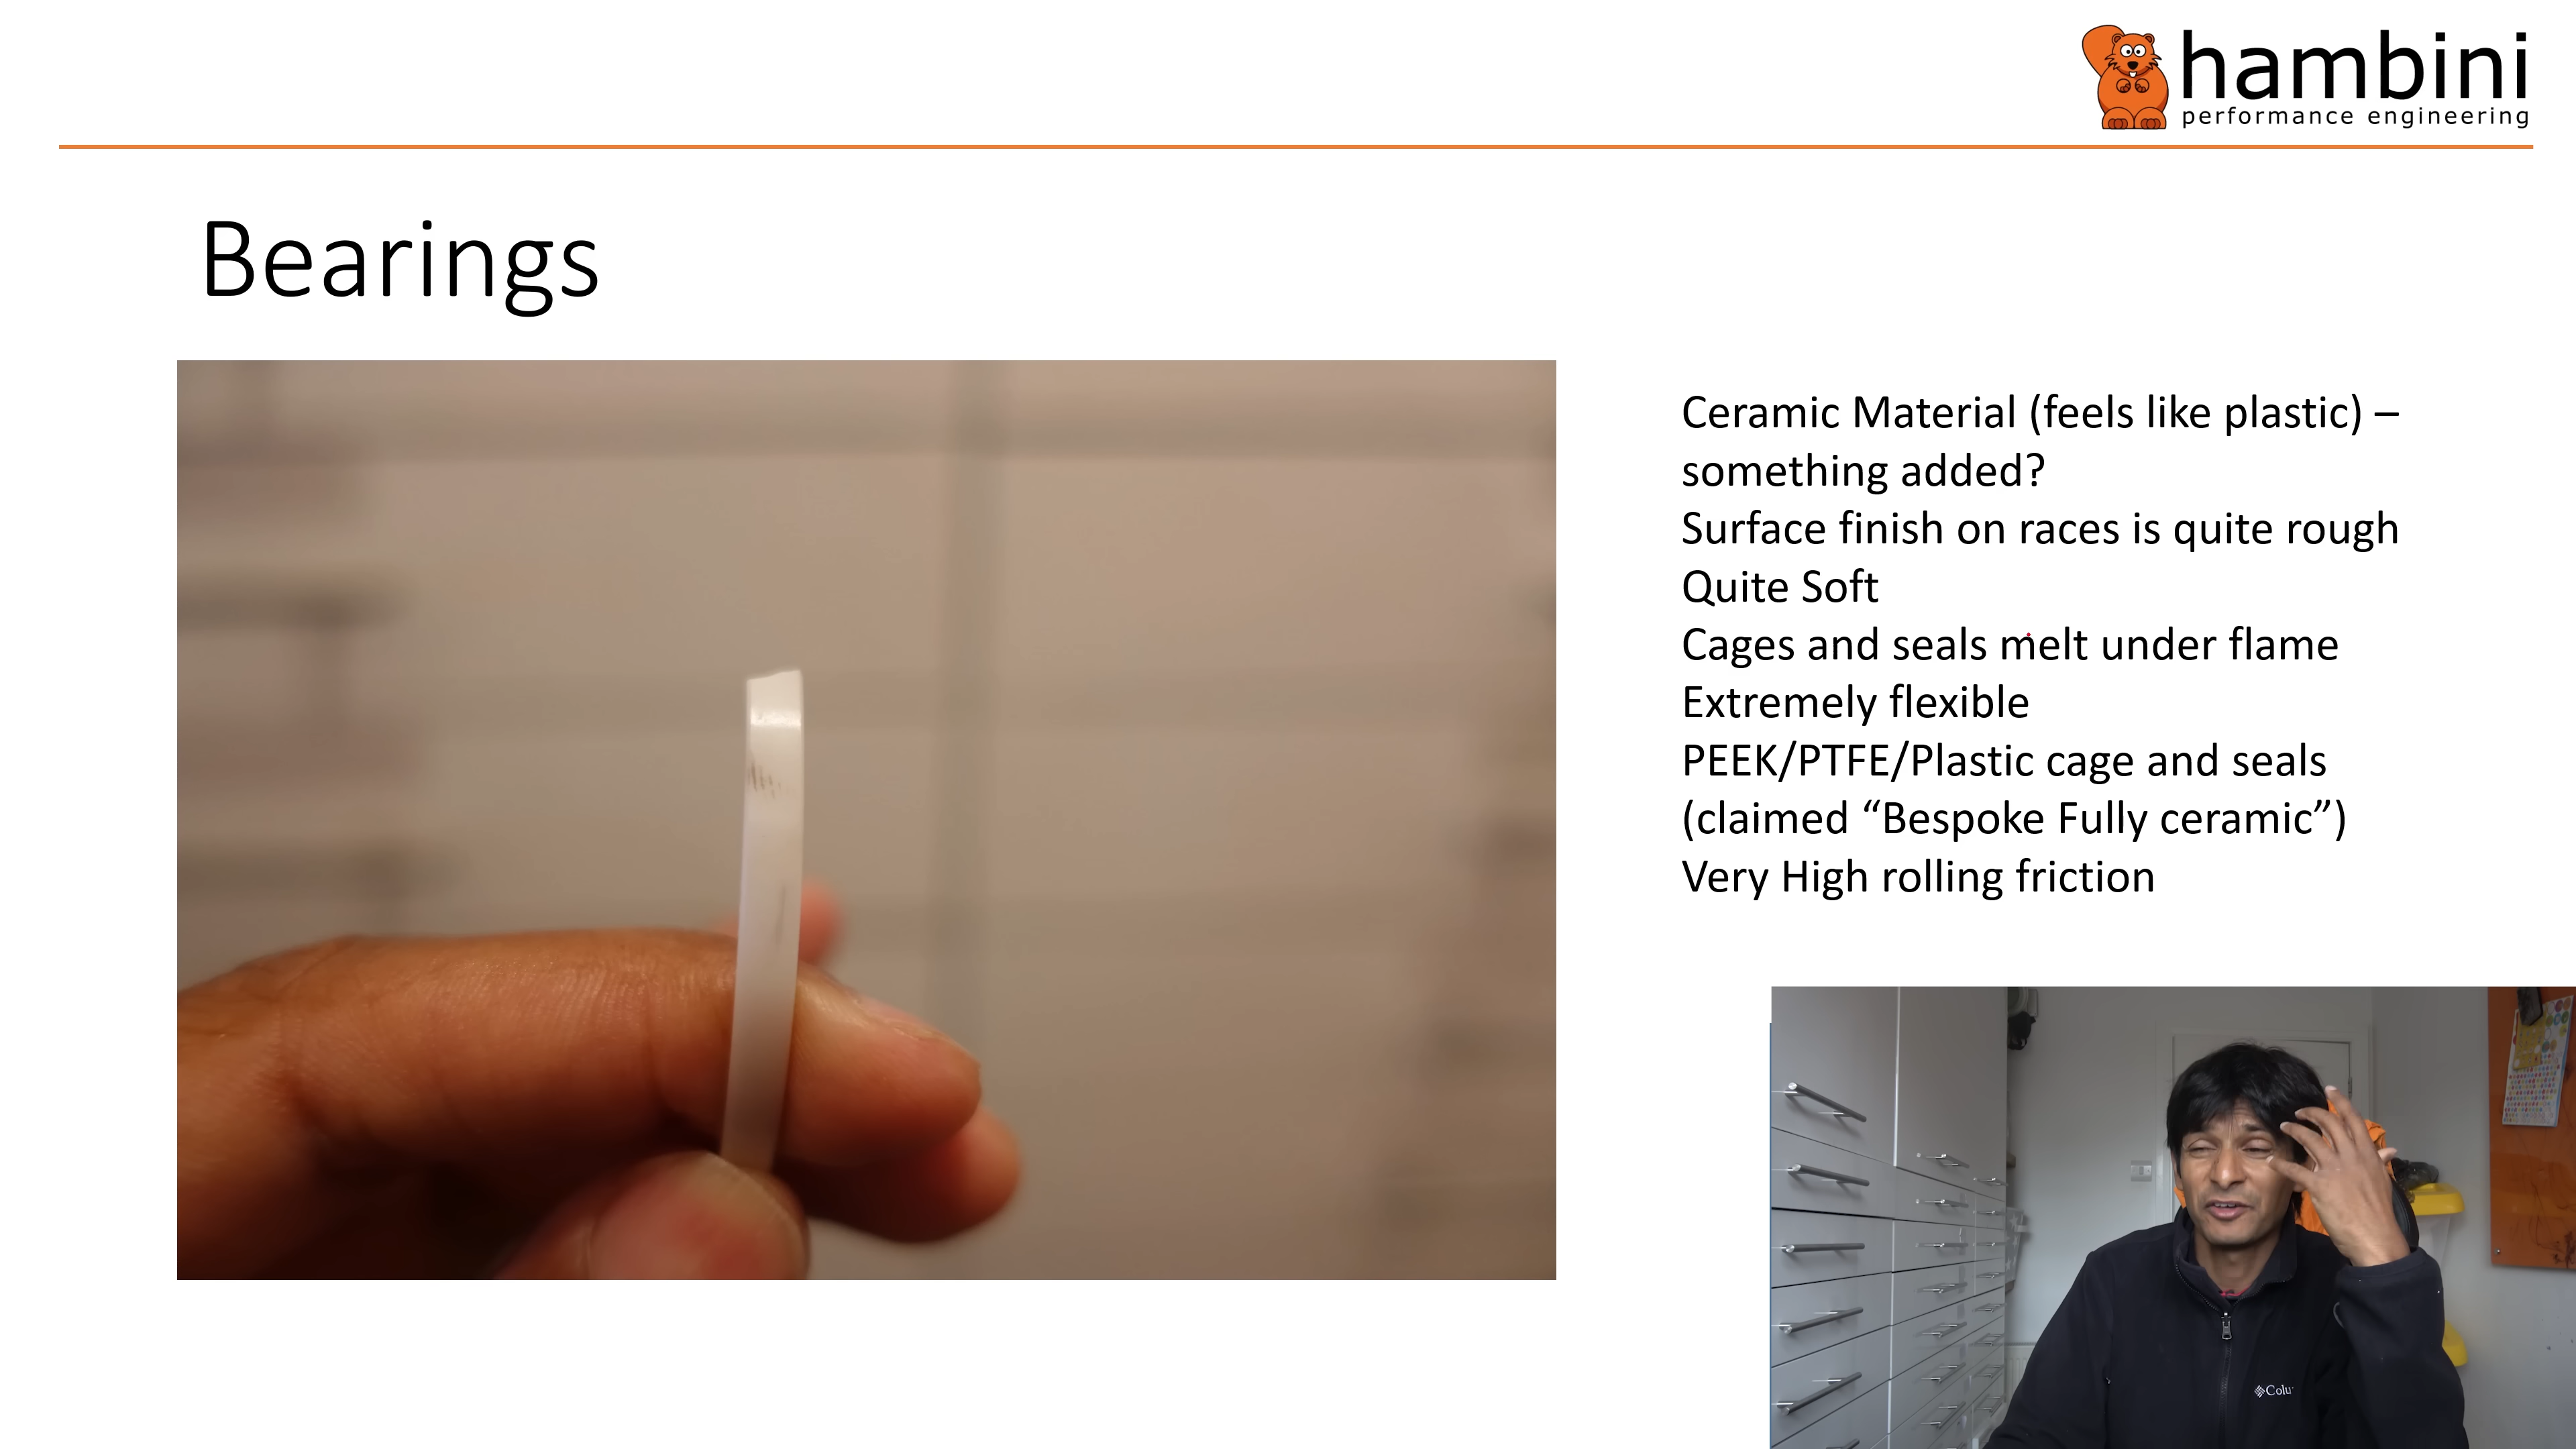 hambini
performance engineering
Bearings
Ceramic Material (feels like plastic) –
something added?
Surface finish on races is quite rough
Quite Soft
Cages and seals melt under flame
Extremely flexible
PEEK/PTFE/Plastic cage and seals
(claimed “Bespoke Fully ceramic”)
Very High rolling friction
Colu